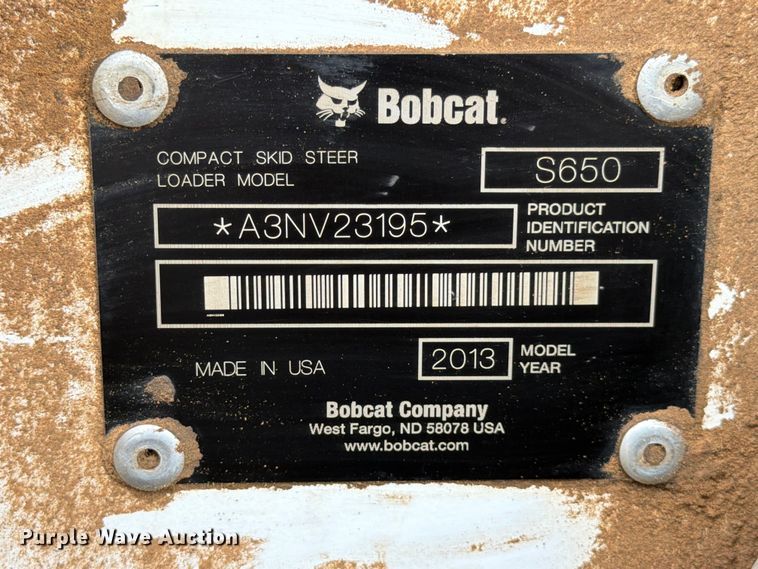 Bobcat.
COMPACT SKID STEER
LOADER MODEL
S650
*A3NV23195*
PRODUCT
IDENTIFICATION
NUMBER
MADE IN USA
2013
MODEL
YEAR
Bobcat Company
West Fargo, ND 58078 USA
www.bobcat.com
Purple Wave Auction